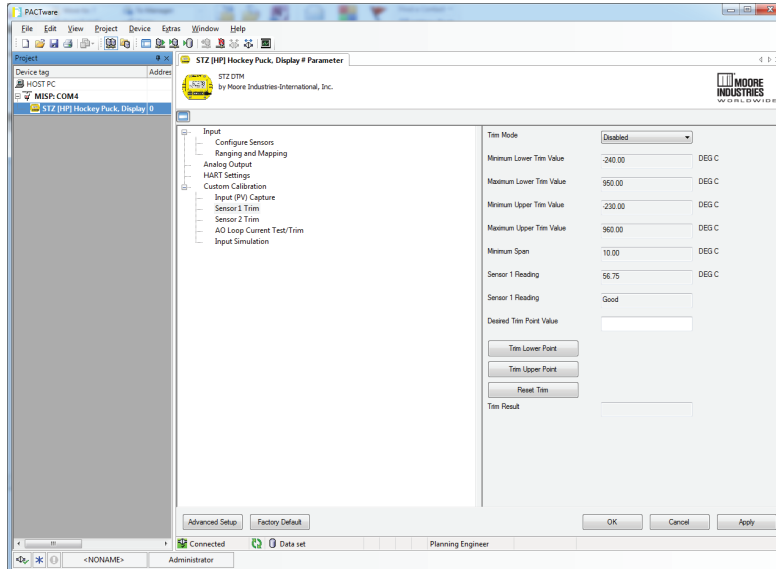 PACTware
File Edit View Project Device Extras Window Help
Project
Device tag Addres
HOST PC
MISP: COM4
STZ [HP] Hockey Puck, Display 0
STZ [HP] Hockey Puck, Display # Parameter
STZ DTM
by Moore Industries-International, Inc.
MOORE
INDUSTRIES
WORLDWIDE
Input
Configure Sensors
Ranging and Mapping
Analog Output
HART Settings
Custom Calibration
Input (PV) Capture
Sensor 1 Trim
Sensor 2 Trim
AO Loop Current Test/Trim
Input Simulation
Trim Mode Disabled
Minimum Lower Trim Value -240.00 DEG C
Maximum Lower Trim Value 950.00 DEG C
Minimum Upper Trim Value -230.00 DEG C
Maximum Upper Trim Value 960.00 DEG C
Minimum Span 10.00 DEG C
Sensor 1 Reading 56.75 DEG C
Sensor 1 Reading Good
Desired Trim Point Value
Trim Lower Point
Trim Upper Point
Reset Trim
Trim Result
Advanced Setup Factory Default OK Cancel Apply
Connected Data set Planning Engineer
<NONAME> Administrator